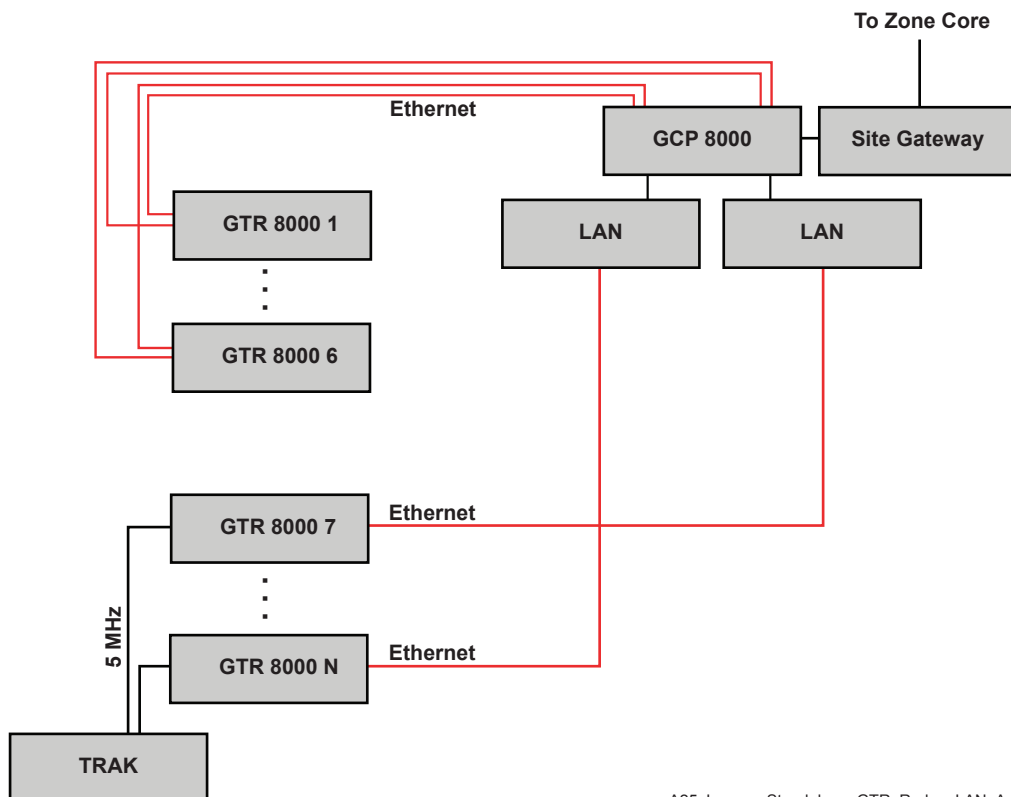 To Zone Core
Ethernet
GCP 8000
Site Gateway
GTR 8000 1
LAN
LAN
GTR 8000 6
GTR 8000 7
Ethernet
5 MHz
GTR 8000 N
Ethernet
TRAK